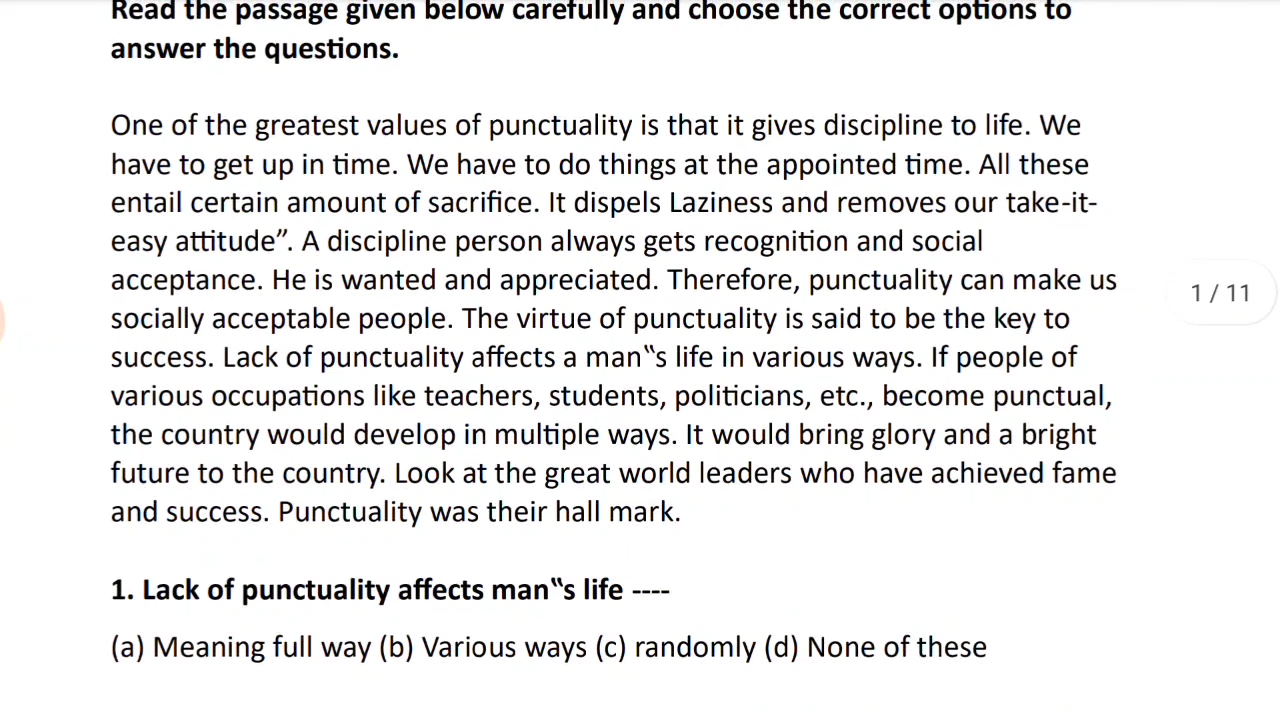 Read the passage given below carefully and choose the correct options to
answer the questions.
One of the greatest values of punctuality is that it gives discipline to life. We
have to get up in time. We have to do things at the appointed time. All these
entail certain amount of sacrifice. It dispels Laziness and removes our take-it-
easy attitude”. A discipline person always gets recognition and social
acceptance. He is wanted and appreciated. Therefore, punctuality can make us
socially acceptable people. The virtue of punctuality is said to be the key to
success. Lack of punctuality affects a man‟s life in various ways. If people of
various occupations like teachers, students, politicians, etc., become punctual,
the country would develop in multiple ways. It would bring glory and a bright
future to the country. Look at the great world leaders who have achieved fame
and success. Punctuality was their hall mark.
1 / 11
1. Lack of punctuality affects man‟s life ----
(a) Meaning full way (b) Various ways (c) randomly (d) None of these